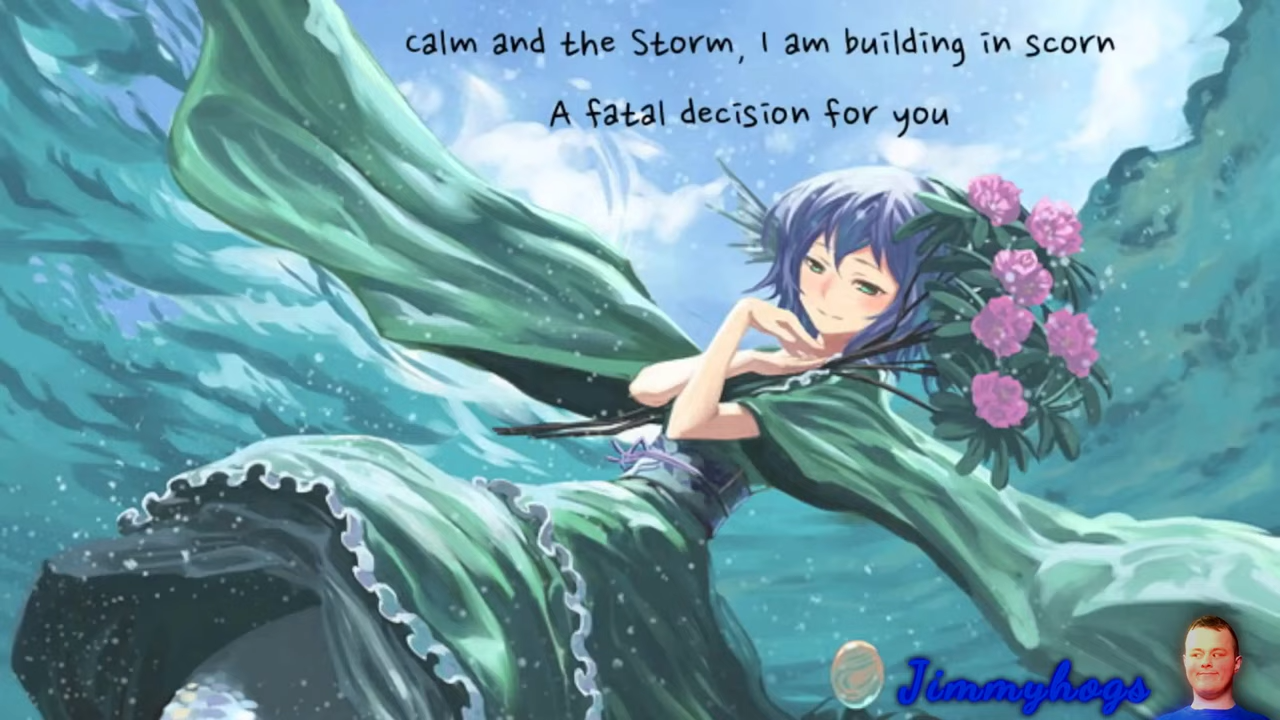 calm and the Storm, I am building in scorn
A fatal decision for you
Jimmyhogs